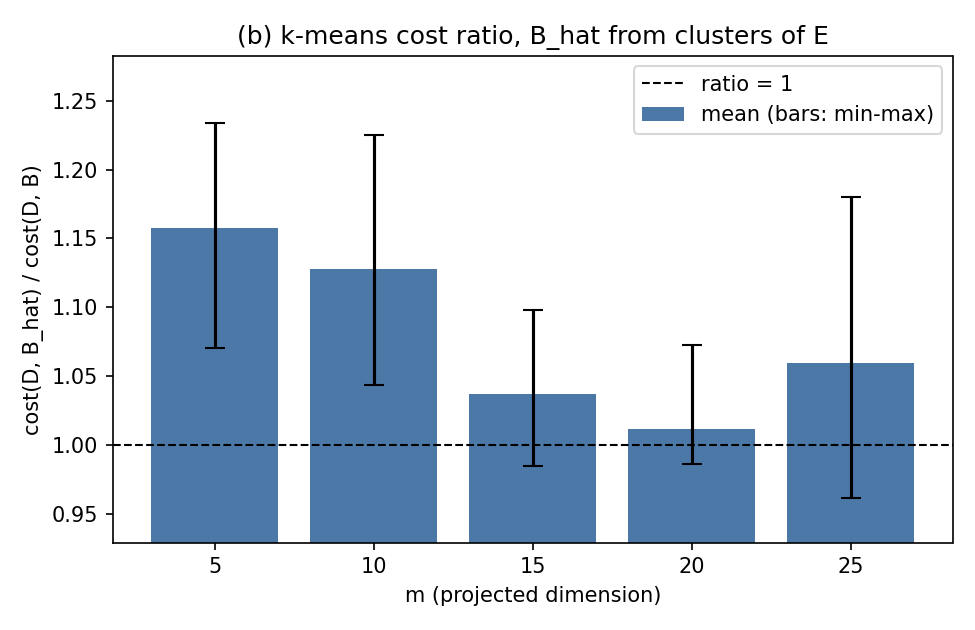 (b) k-means cost ratio, B_hat from clusters of E
ratio = 1
mean (bars: min-max)
cost(D, B_hat) / cost(D, B)
1.25
1.20
1.15
1.10
1.05
1.00
0.95
5 10 15 20 25
m (projected dimension)